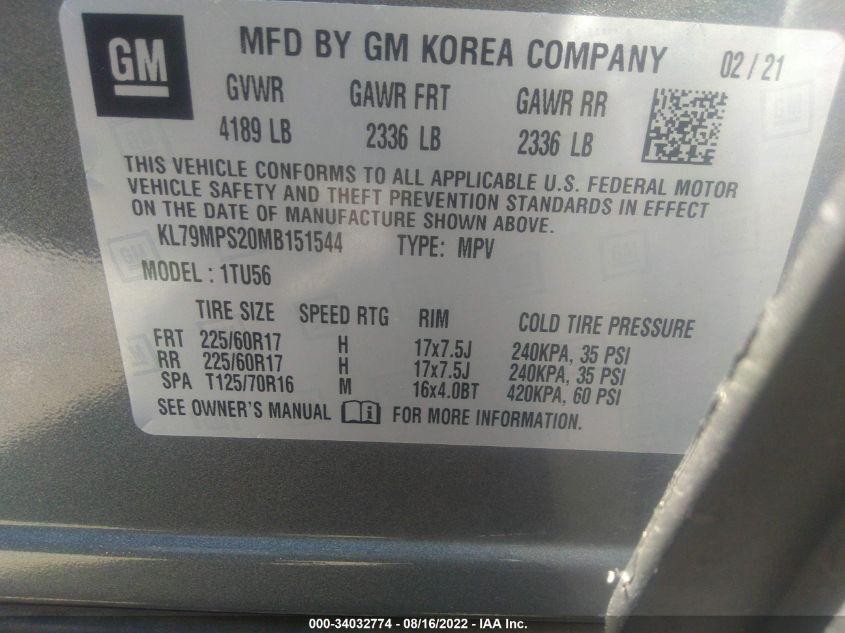 GM
MFD BY GM KOREA COMPANY 02/21
GVWR GAWR FRT GAWR RR
4189 LB 2336 LB 2336 LB
THIS VEHICLE CONFORMS TO ALL APPLICABLE U.S. FEDERAL MOTOR
VEHICLE SAFETY AND THEFT PREVENTION STANDARDS IN EFFECT
ON THE DATE OF MANUFACTURE SHOWN ABOVE.
KL79MPS20MB151544 TYPE: MPV
MODEL: 1TU56
TIRE SIZE SPEED RTG RIM COLD TIRE PRESSURE
FRT 225/60R17 H 17x7.5J 240KPA, 35 PSI
RR 225/60R17 H 17x7.5J 240KPA, 35 PSI
SPA T125/70R16 M 16x4.0BT 420KPA, 60 PSI
SEE OWNER'S MANUAL FOR MORE INFORMATION.
000-34032774 - 08/16/2022 - IAA Inc.